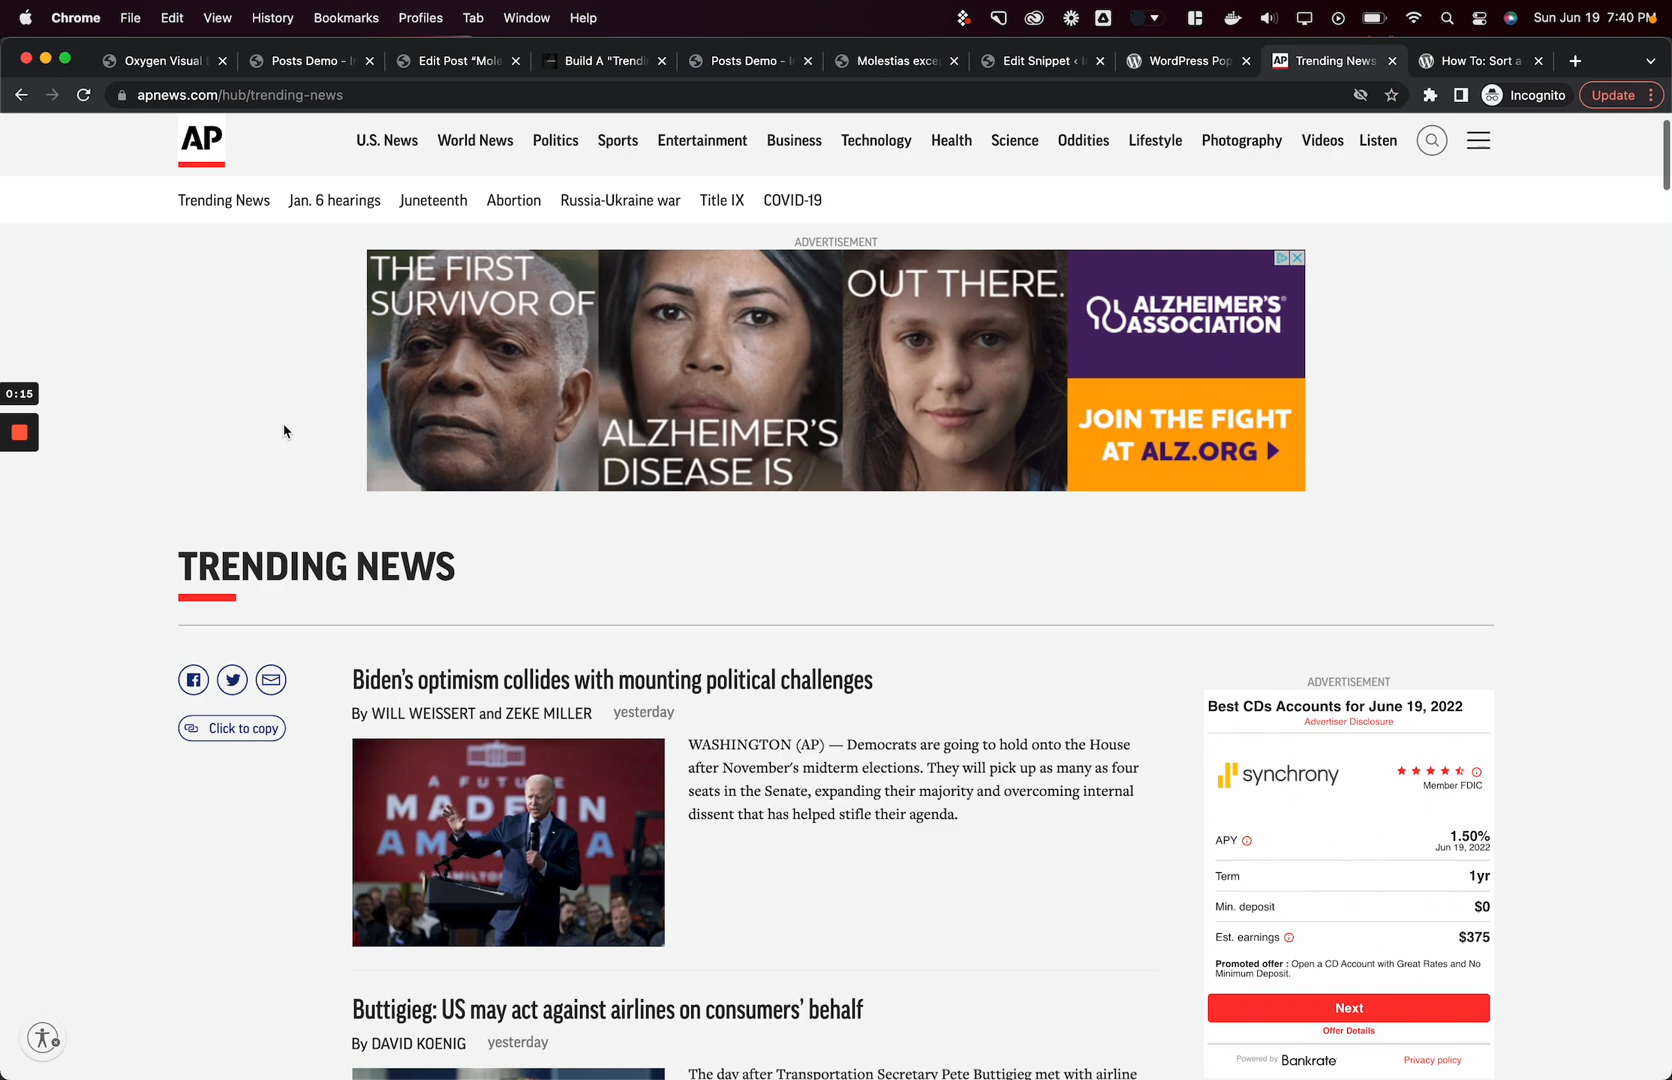 Chrome File Edit View History Bookmarks Profiles Tab Window Help Sun Jun 19 7:40 PM
Oxygen Visual Posts Demo - I Edit Post "Mole Build A "Trendi Posts Demo - I Molestias exce Edit Snippet ‹ I WordPress Pop Trending News How To: Sort a
apnews.com/hub/trending-news Incognito Update
AP U.S. News World News Politics Sports Entertainment Business Technology Health Science Oddities Lifestyle Photography Videos Listen
Trending News Jan. 6 hearings Juneteenth Abortion Russia-Ukraine war Title IX COVID-19
ADVERTISEMENT
THE FIRST
SURVIVOR OF
ALZHEIMER'S
DISEASE IS
OUT THERE.
ALZHEIMER'S
ASSOCIATION
JOIN THE FIGHT
AT ALZ.ORG
0:15
TRENDING NEWS
Click to copy
Biden's optimism collides with mounting political challenges
By WILL WEISSERT and ZEKE MILLER yesterday
A FUTURE
MADE IN
AMERICA
HAMILTON
WASHINGTON (AP) — Democrats are going to hold onto the House
after November's midterm elections. They will pick up as many as four
seats in the Senate, expanding their majority and overcoming internal
dissent that has helped stifle their agenda.
Buttigieg: US may act against airlines on consumers' behalf
By DAVID KOENIG yesterday
The day after Transportation Secretary Pete Buttigieg met with airline
ADVERTISEMENT
Best CDs Accounts for June 19, 2022
Advertiser Disclosure
synchrony
Member FDIC
APY 1.50%
Jun 19, 2022
Term 1yr
Min. deposit $0
Est. earnings $375
Promoted offer : Open a CD Account with Great Rates and No
Minimum Deposit.
Next
Offer Details
Powered by Bankrate Privacy policy